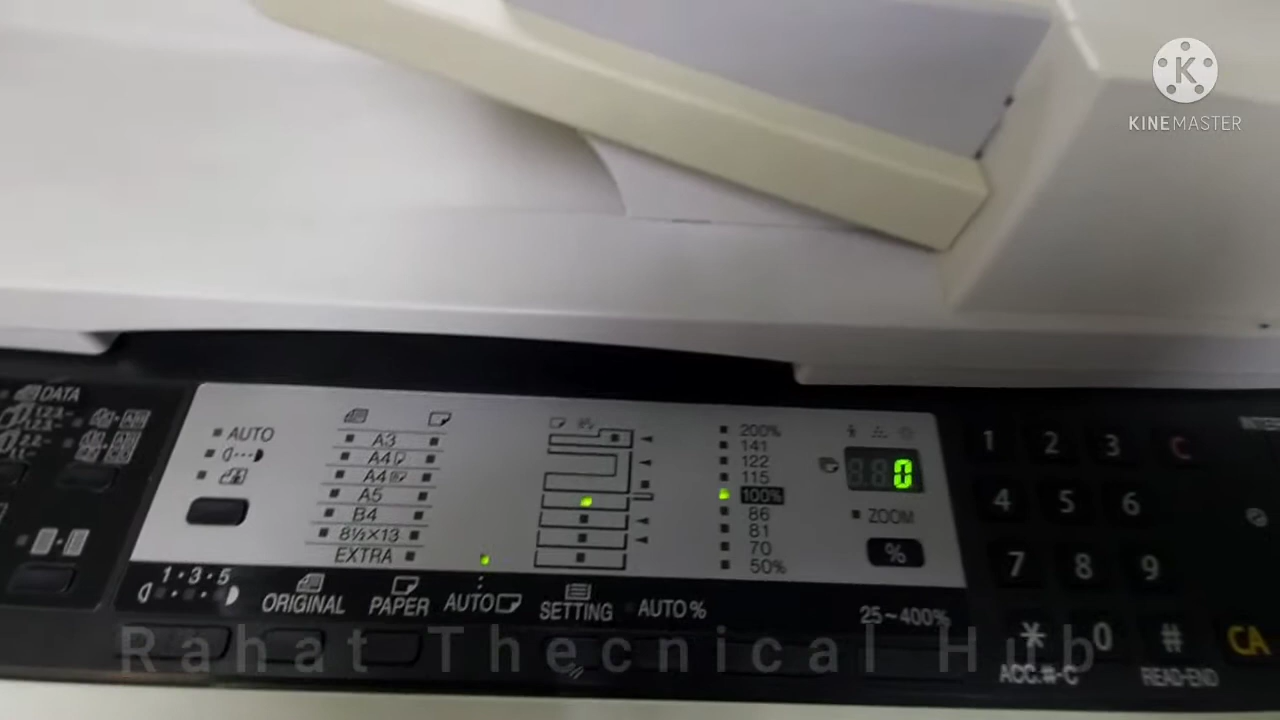 KINEMASTER
DATA
AUTO
A3
A4
A4
A5
B4
8½×13
EXTRA
200%
141
122
115
100%
86
81
70
50%
0
ZOOM
%
1 2 3 C
4 5 6
7 8 9
* 0 # CA
ACC.#-C READ-END
1・3・5
ORIGINAL PAPER AUTO SETTING AUTO % 25~400%
Rahat Thecnical Hub